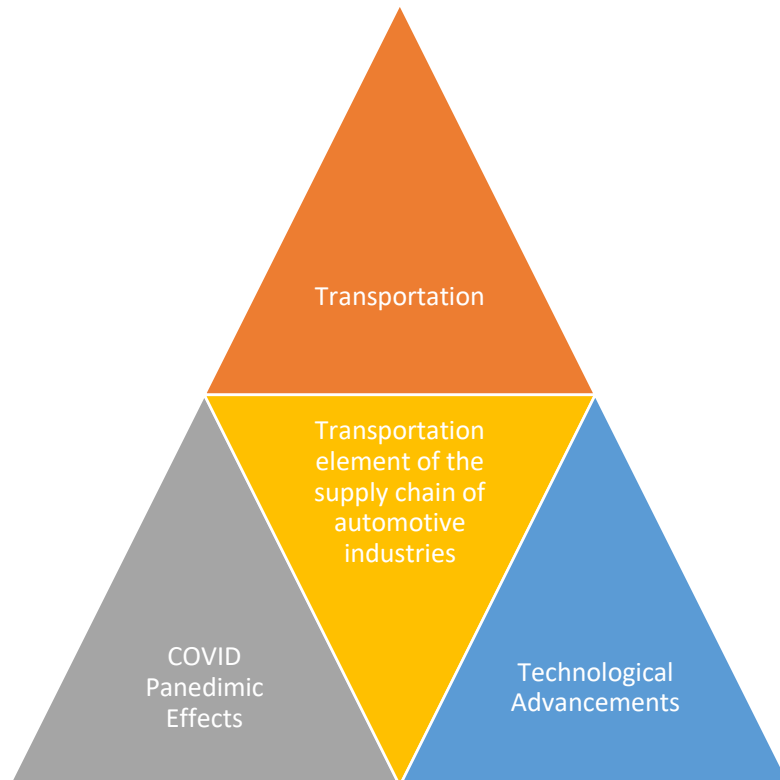 Transportation
Transportation
element of the
supply chain of
automotive
industries
COVID
Panedimic
Effects
Technological
Advancements